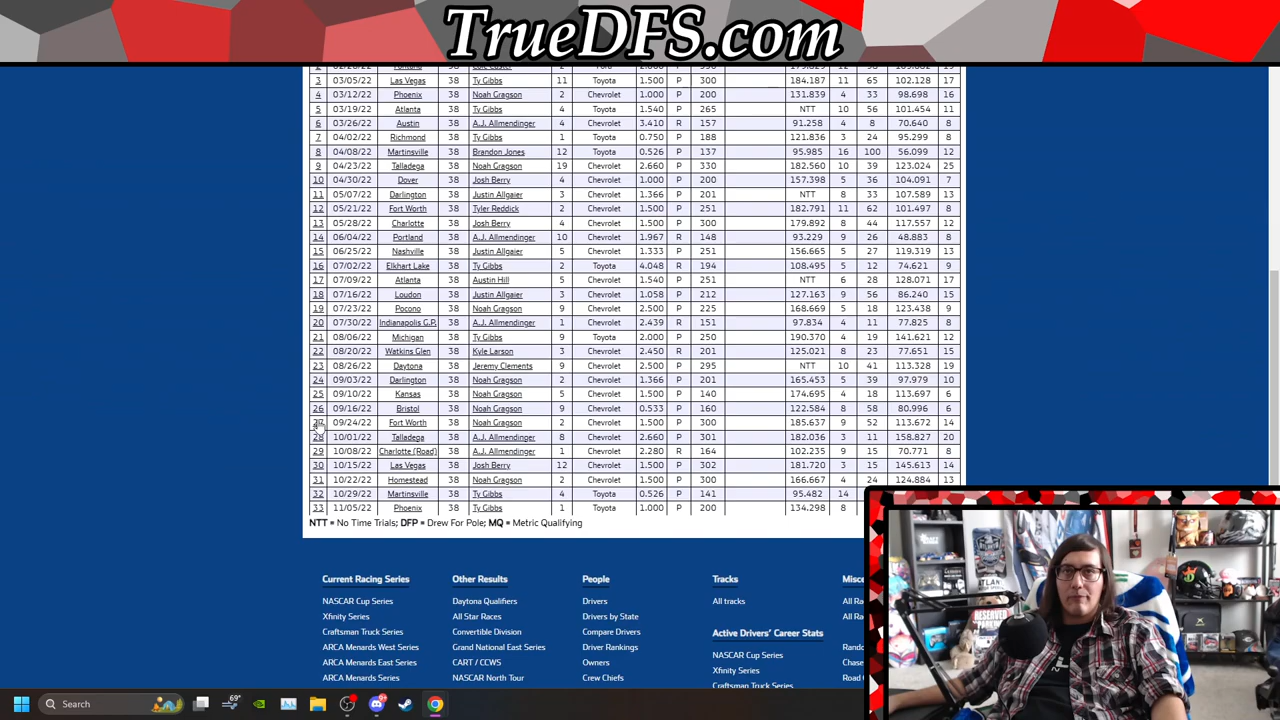 TrueDFS.com
3 03/05/22 Las Vegas 38 Ty Gibbs 11 Toyota 1.500 P 300 184.187 11 65 102.128 17
4 03/12/22 Phoenix 38 Noah Gragson 2 Chevrolet 1.000 P 200 131.839 4 33 98.698 16
5 03/19/22 Atlanta 38 Ty Gibbs 4 Toyota 1.540 P 265 NTT 10 56 101.454 11
6 03/26/22 Austin 38 A.J. Allmendinger 4 Chevrolet 3.410 R 157 91.258 4 8 70.640 8
7 04/02/22 Richmond 38 Ty Gibbs 1 Toyota 0.750 P 188 121.836 3 24 95.299 8
8 04/08/22 Martinsville 38 Brandon Jones 12 Toyota 0.526 P 137 95.985 16 100 56.099 12
9 04/23/22 Talladega 38 Noah Gragson 19 Chevrolet 2.660 P 330 182.560 10 39 123.024 25
10 04/30/22 Dover 38 Josh Berry 4 Chevrolet 1.000 P 200 157.398 5 36 104.091 7
11 05/07/22 Darlington 38 Justin Allgaier 3 Chevrolet 1.366 P 201 NTT 8 33 107.589 13
12 05/21/22 Fort Worth 38 Tyler Reddick 2 Chevrolet 1.500 P 251 182.791 11 62 101.497 8
13 05/28/22 Charlotte 38 Josh Berry 4 Chevrolet 1.500 P 300 179.892 8 44 117.557 12
14 06/04/22 Portland 38 A.J. Allmendinger 10 Chevrolet 1.967 R 148 93.229 9 26 48.883 8
15 06/25/22 Nashville 38 Justin Allgaier 5 Chevrolet 1.333 P 251 156.665 5 27 119.319 13
16 07/02/22 Elkhart Lake 38 Ty Gibbs 2 Toyota 4.048 R 194 108.495 5 12 74.621 9
17 07/09/22 Atlanta 38 Austin Hill 5 Chevrolet 1.540 P 251 NTT 6 28 128.071 17
18 07/16/22 Loudon 38 Justin Allgaier 3 Chevrolet 1.058 P 212 127.163 9 56 86.240 15
19 07/23/22 Pocono 38 Noah Gragson 9 Chevrolet 2.500 P 225 168.669 5 18 123.438 9
20 07/30/22 Indianapolis G.P. 38 A.J. Allmendinger 1 Chevrolet 2.439 R 151 97.834 4 11 77.825 8
21 08/06/22 Michigan 38 Ty Gibbs 9 Toyota 2.000 P 250 190.370 4 19 141.621 12
22 08/20/22 Watkins Glen 38 Kyle Larson 3 Chevrolet 2.450 R 201 125.021 8 23 77.651 15
23 08/26/22 Daytona 38 Jeremy Clements 9 Chevrolet 2.500 P 295 NTT 10 41 113.328 19
24 09/03/22 Darlington 38 Noah Gragson 2 Chevrolet 1.366 P 201 165.453 5 39 97.979 10
25 09/10/22 Kansas 38 Noah Gragson 5 Chevrolet 1.500 P 140 174.695 4 18 113.697 6
26 09/16/22 Bristol 38 Noah Gragson 9 Chevrolet 0.533 P 160 122.584 8 58 80.996 6
09/24/22 Fort Worth 38 Noah Gragson 2 Chevrolet 1.500 P 300 185.637 9 52 113.672 14
28 10/01/22 Talladega 38 A.J. Allmendinger 8 Chevrolet 2.660 P 301 182.036 3 11 158.827 20
29 10/08/22 Charlotte (Road) 38 A.J. Allmendinger 1 Chevrolet 2.280 R 164 102.235 9 15 70.771 8
30 10/15/22 Las Vegas 38 Josh Berry 12 Chevrolet 1.500 P 302 181.720 3 15 145.613 14
31 10/22/22 Homestead 38 Noah Gragson 2 Chevrolet 1.500 P 300 166.667 4 24 124.884 13
32 10/29/22 Martinsville 38 Ty Gibbs 4 Toyota 0.526 P 141 95.482 14
33 11/05/22 Phoenix 38 Ty Gibbs 1 Toyota 1.000 P 200 134.298 8
NTT = No Time Trials; DFP = Drew For Pole; MQ = Metric Qualifying
Current Racing Series Other Results People Tracks
NASCAR Cup Series Daytona Qualifiers Drivers All tracks
Xfinity Series All Star Races Drivers by State
Craftsman Truck Series Convertible Division Compare Drivers Active Drivers' Career Stats
ARCA Menards West Series Grand National East Series Driver Rankings NASCAR Cup Series
ARCA Menards East Series CART / CCWS Owners Xfinity Series
ARCA Menards Series NASCAR North Tour Crew Chiefs
Search
69°